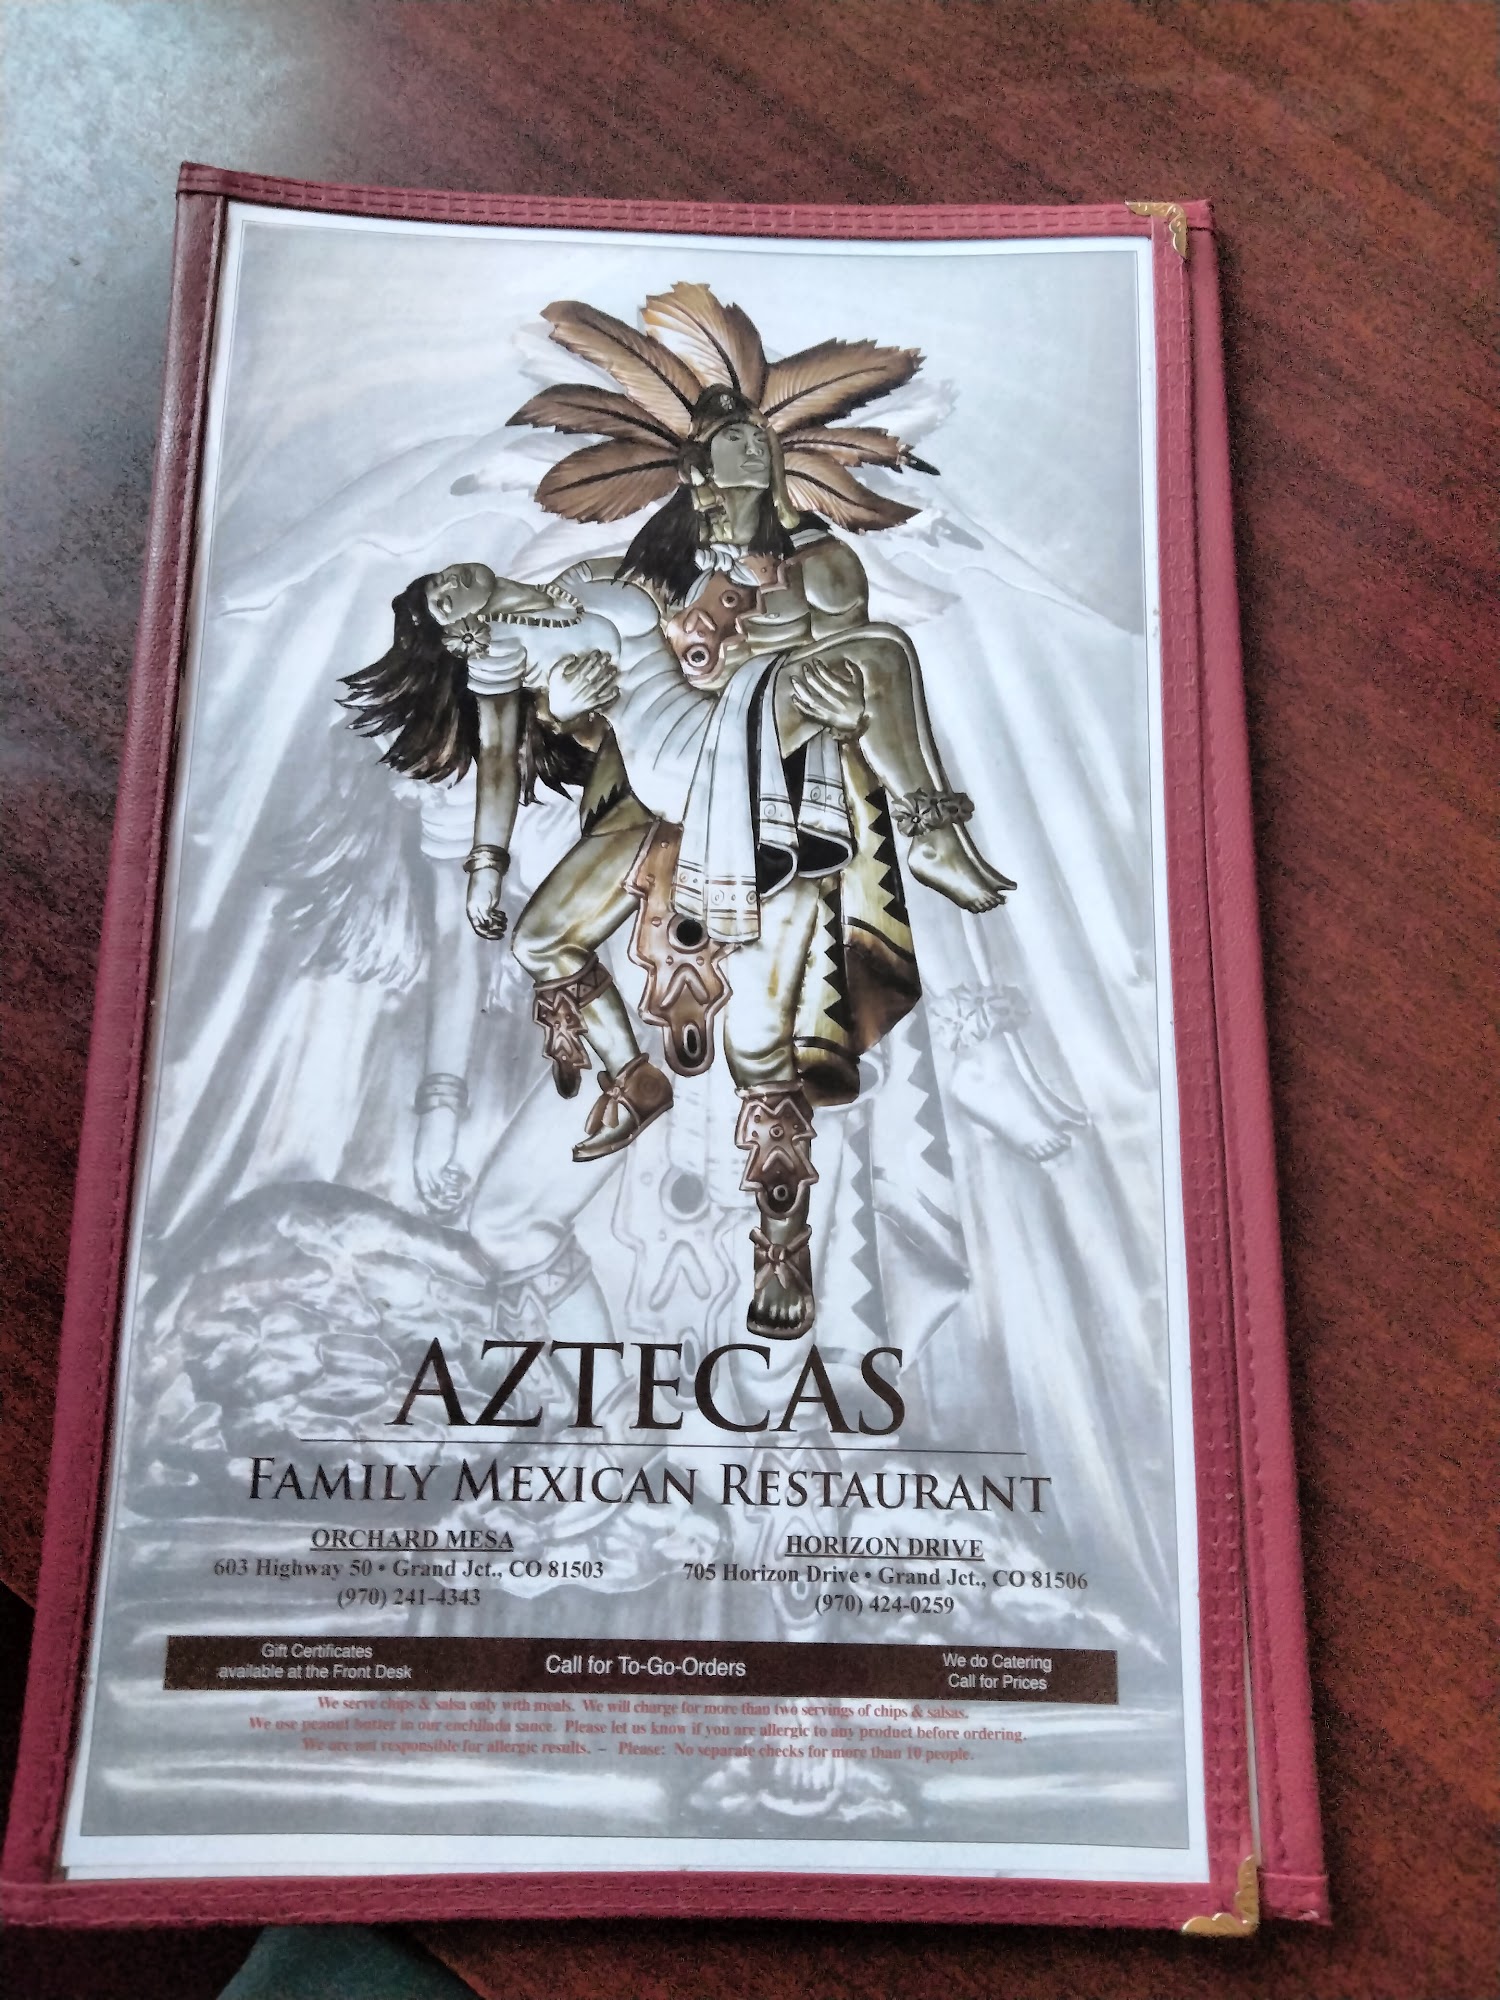 AZTECAS
FAMILY MEXICAN RESTAURANT
ORCHARD MESA
603 Highway 50 • Grand Jct., CO 81503
(970) 241-4343
HORIZON DRIVE
705 Horizon Drive • Grand Jct., CO 81506
(970) 424-0259
Gift Certificates
available at the Front Desk
Call for To-Go-Orders
We do Catering
Call for Prices
We serve chips & salsa only with meals. We will charge for more than two servings of chips & salsas.
We use peanut butter in our enchilada sauce. Please let us know if you are allergic to any product before ordering.
We are not responsible for allergic results. – Please: No separate checks for more than 10 people.